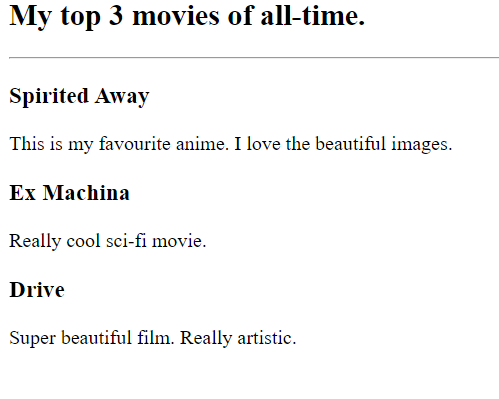 My top 3 movies of all-time.
Spirited Away
This is my favourite anime. I love the beautiful images.
Ex Machina
Really cool sci-fi movie.
Drive
Super beautiful film. Really artistic.